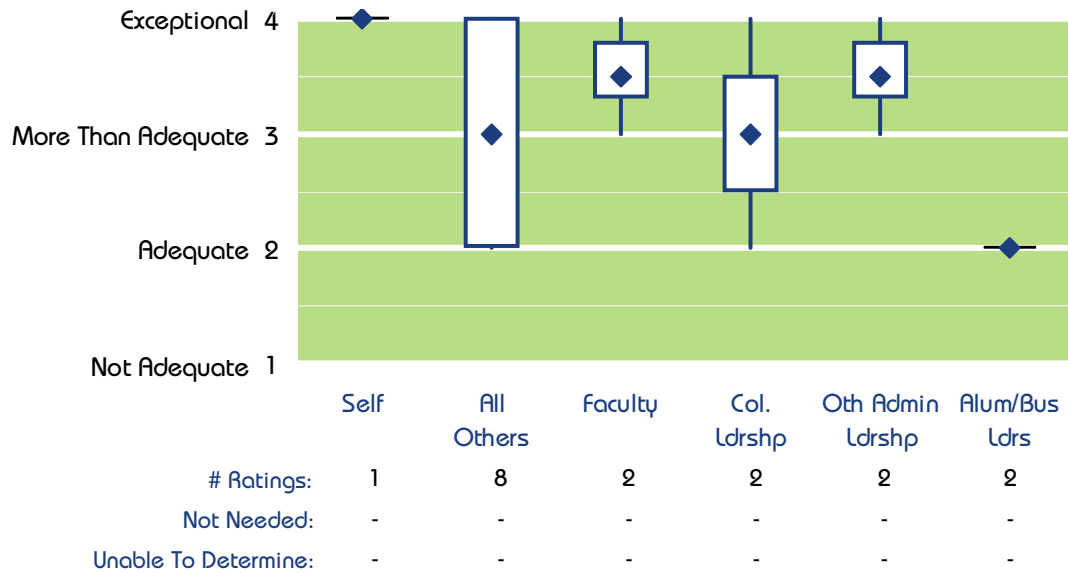 Exceptional 4
More Than Adequate 3
Adequate 2
Not Adequate 1
Self All Faculty Col. Oth Admin Alum/Bus
Others Ldrshp Ldrshp Ldrs
# Ratings: 1 8 2 2 2 2
Not Needed: - - - - - -
Unable To Determine: - - - - - -